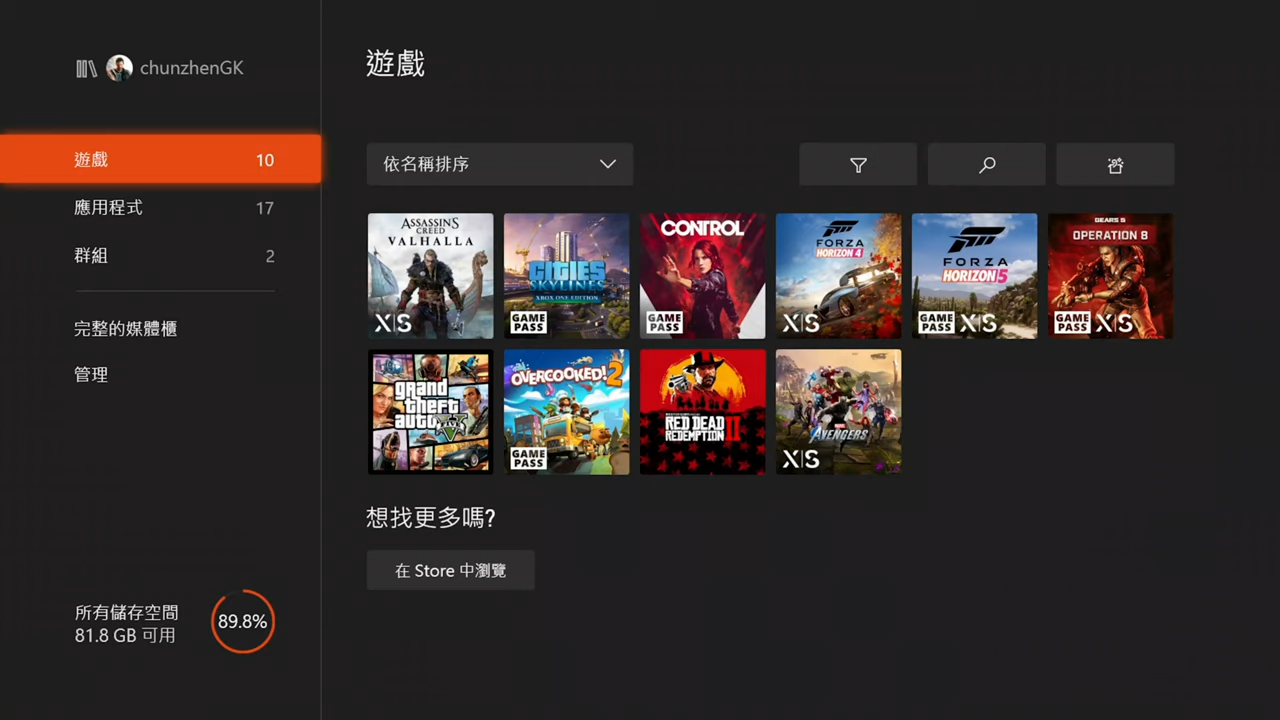 chunzhenGK
遊戲 10
應用程式 17
群組 2
完整的媒體櫃
管理
所有儲存空間
81.8 GB 可用
89.8%
遊戲
依名稱排序
ASSASSIN'S
CREED
VALHALLA
X|S
CITIES
SKYLINES
XBOX ONE EDITION
GAME
PASS
CONTROL
GAME
PASS
FORZA
HORIZON 4
X|S
FORZA
HORIZON 5
GAME
PASS
X|S
GEARS 5
OPERATION 8
GAME
PASS
X|S
grand
theft
auto
V
FIVE
OVERCOOKED! 2
GAME
PASS
RED DEAD
REDEMPTION II
MARVEL
AVENGERS
X|S
想找更多嗎?
在 Store 中瀏覽